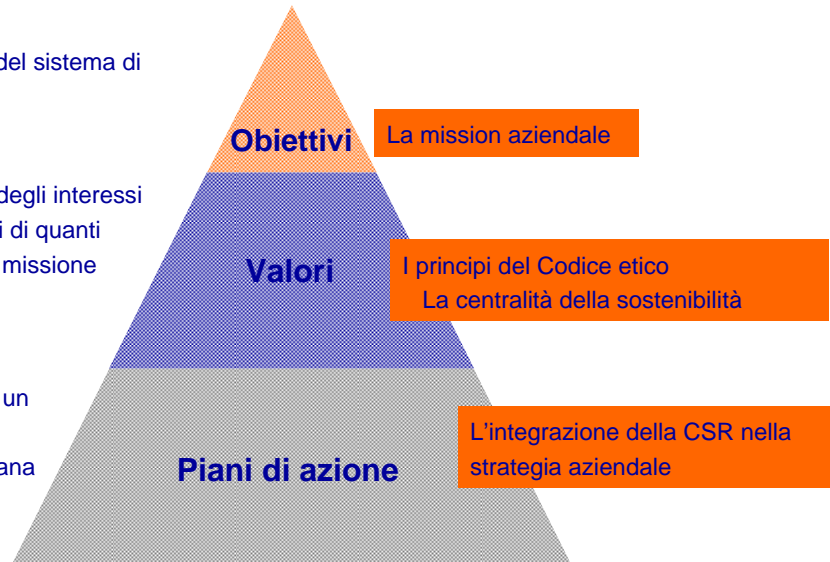 del sistema di
Obiettivi
La mission aziendale
degli interessi
i di quanti
missione
Valori
I principi del Codice etico
La centralità della sostenibilità
un
ana
Piani di azione
L'integrazione della CSR nella
strategia aziendale